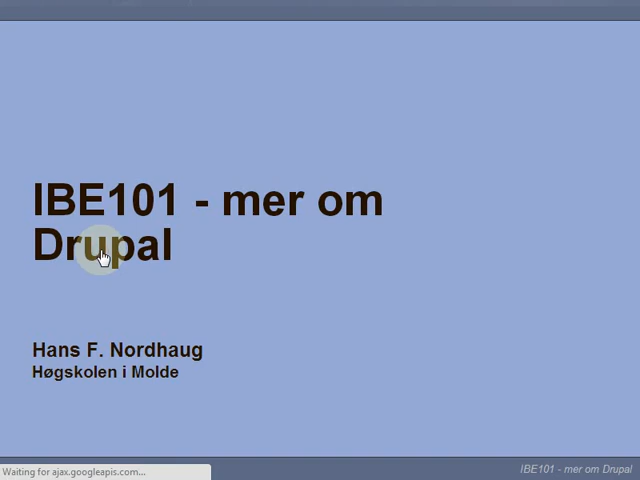 IBE101 - mer om
Drupal
Hans F. Nordhaug
Høgskolen i Molde
Waiting for ajax.googleapis.com...
IBE101 - mer om Drupal